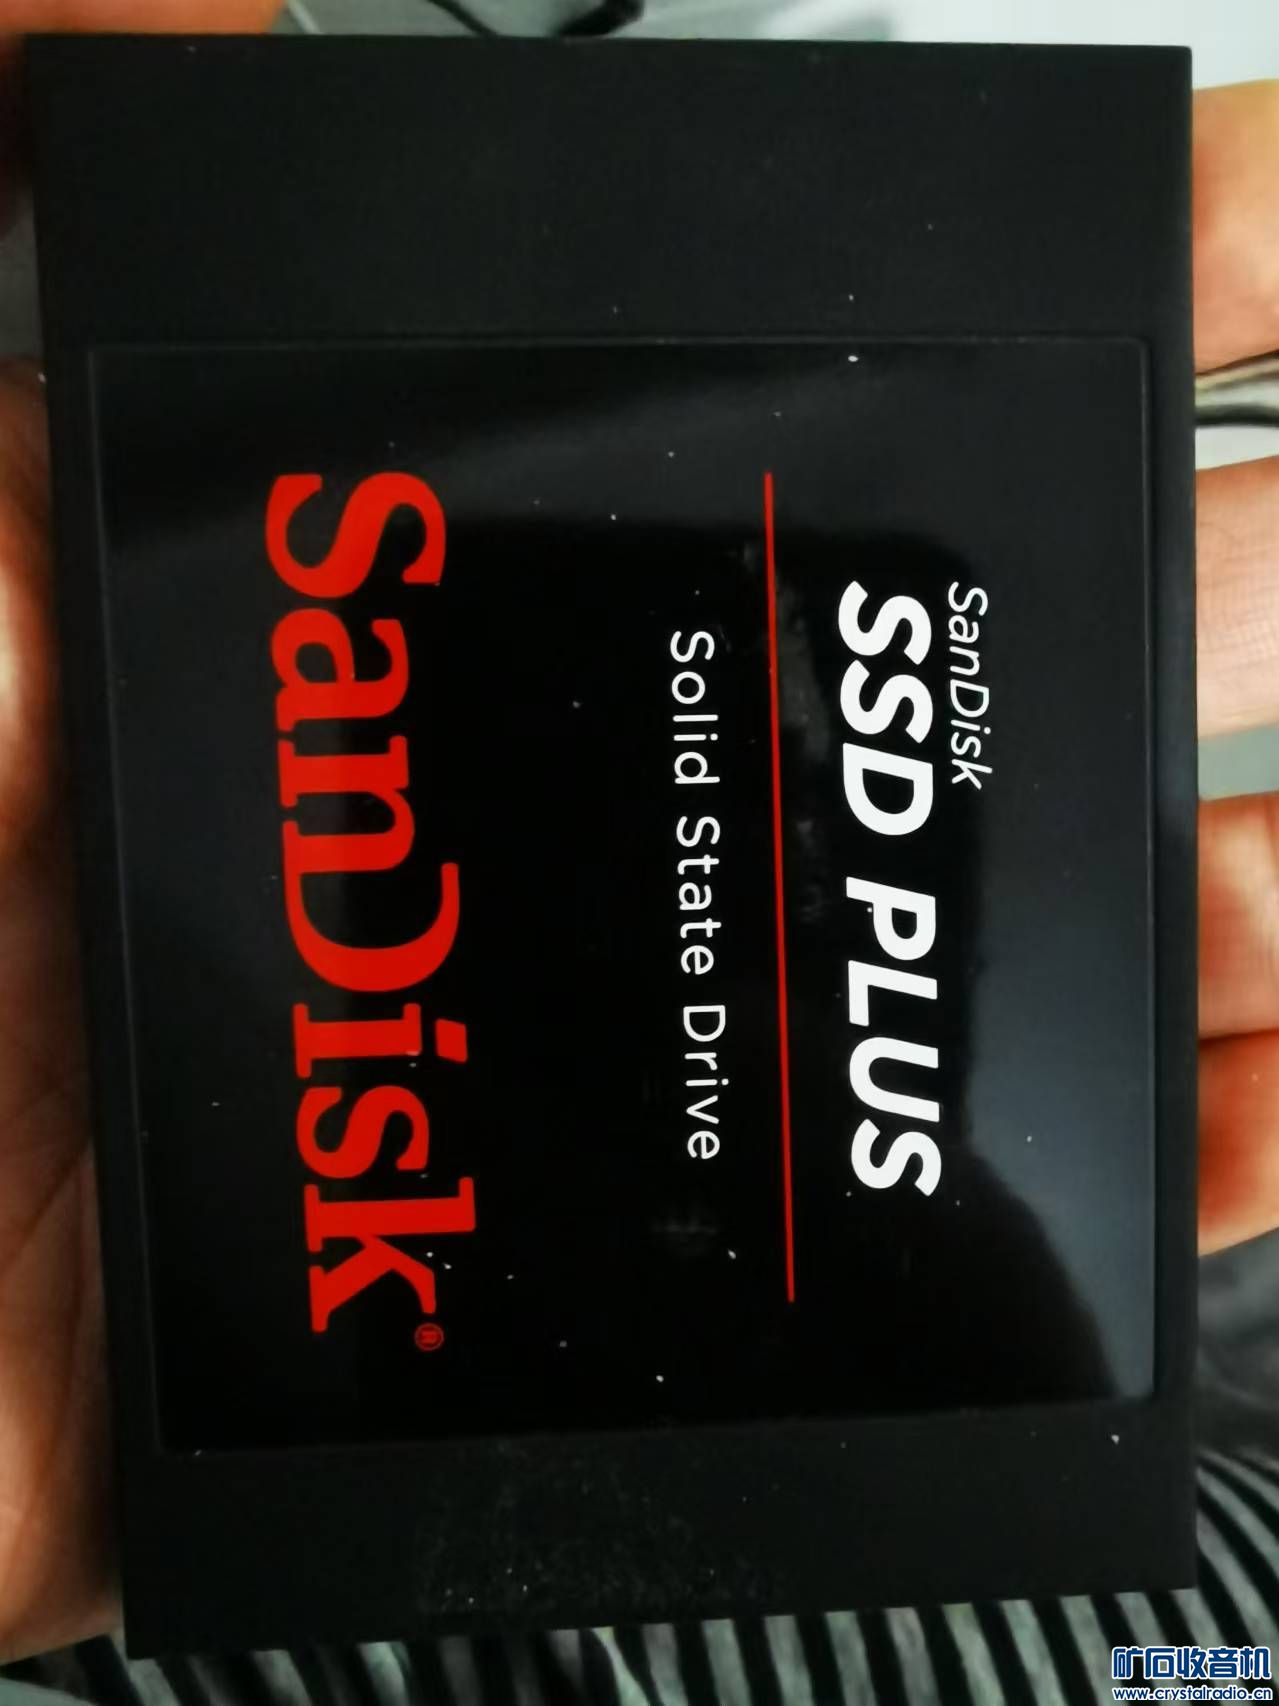 SanDisk
SSD PLUS
Solid State Drive
SanDisk®
矿石收音机
www.crystalradio.cn